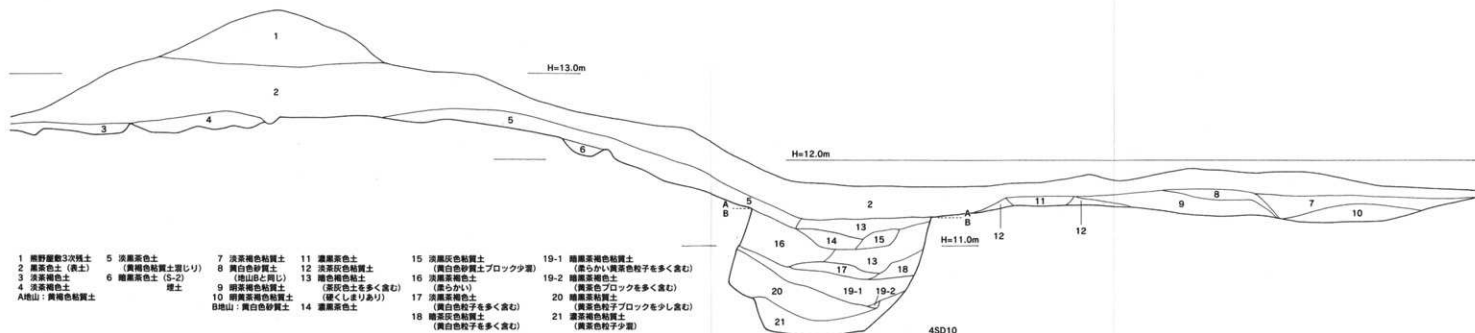 1
H=13.0m
2
4
3
5
6
H=12.0m
5
A
B
2
A
B
8
7
11
9
10
12
12
13
H=11.0m
14
15
16
13
17
18
19-1
19-2
20
21
4SD10
1 熊野屋敷3次残土
2 黒茶色土（表土）
3 淡茶褐色土
4 淡茶褐色土
A地山：黄褐色粘質土
5 淡黒茶色土
（黄褐色粘質土混じり）
6 暗黒茶色土（S-2）
埋土
7 淡茶褐色粘質土
8 黄白色砂質土
（地山Bと同じ）
9 明茶褐色粘質土
10 明黄茶褐色粘質土
B地山：黄白色砂質土
11 濃黒茶色土
12 淡茶灰色粘質土
13 暗色褐色粘土
（茶灰色土を多く含む）
（硬くしまりあり）
14 濃黒茶色土
15 淡黒灰色粘質土
（黄白色砂質土ブロック少混）
16 淡黒茶褐色土
（柔らかい）
17 淡黒茶褐色土
（黄白色粒子を多く含む）
18 暗茶灰色粘質土
（黄白色粒子を多く含む）
19-1 暗黒茶褐色粘質土
（柔らかい黄茶色粒子を多く含む）
19-2 暗黒茶褐色土
（黄茶色ブロックを多く含む）
20 暗黒茶粘質土
（黄茶色粒子ブロックを少し含む）
21 濃茶褐色粘質土
（黄茶色粒子少混）